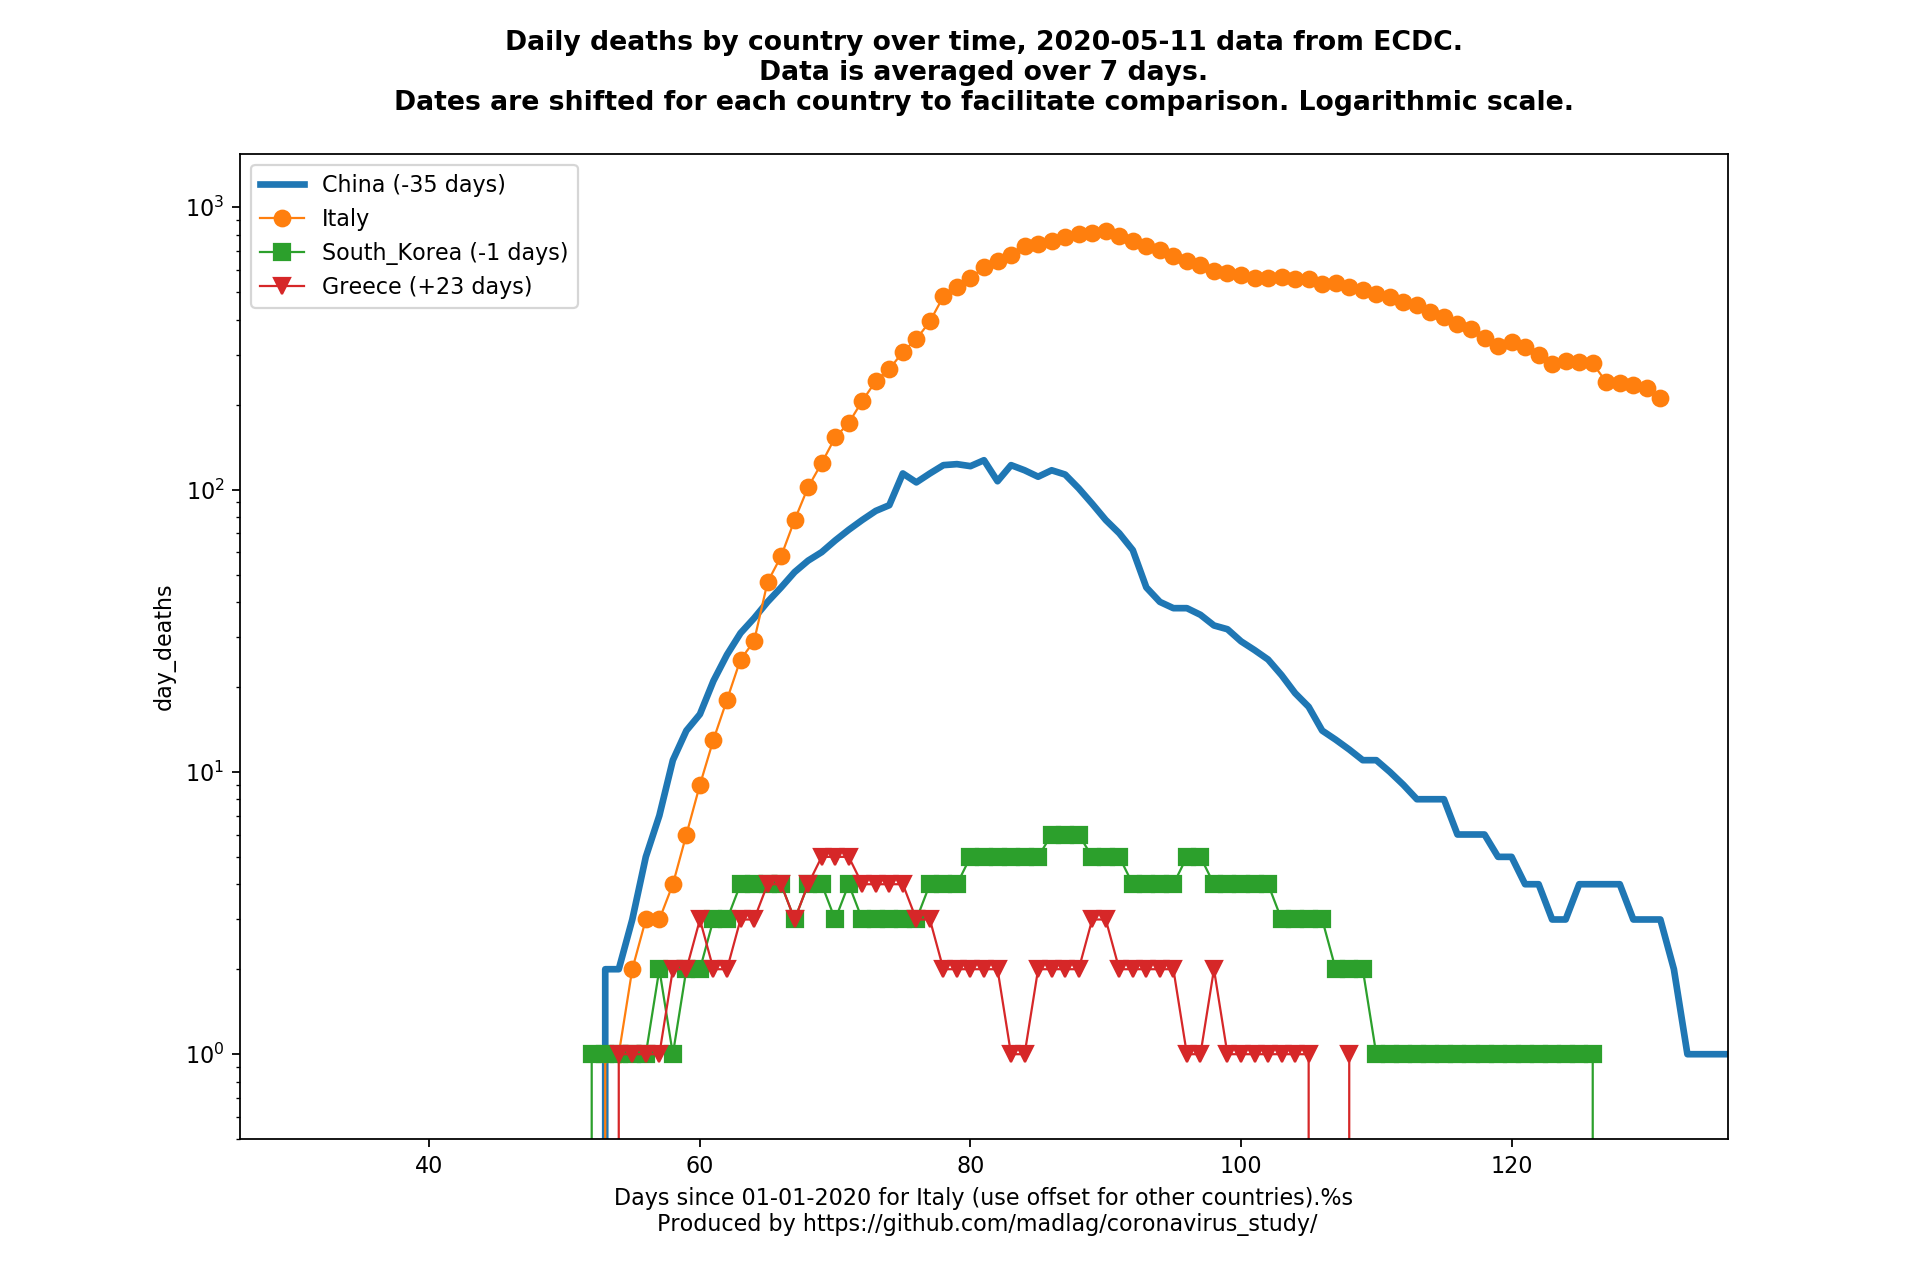 Daily deaths by country over time, 2020-05-11 data from ECDC.
Data is averaged over 7 days.
Dates are shifted for each country to facilitate comparison. Logarithmic scale.
China (-35 days)
Italy
South_Korea (-1 days)
Greece (+23 days)
10³
10²
10¹
10⁰
day_deaths
40 60 80 100 120
Days since 01-01-2020 for Italy (use offset for other countries).%s
Produced by https://github.com/madlag/coronavirus_study/